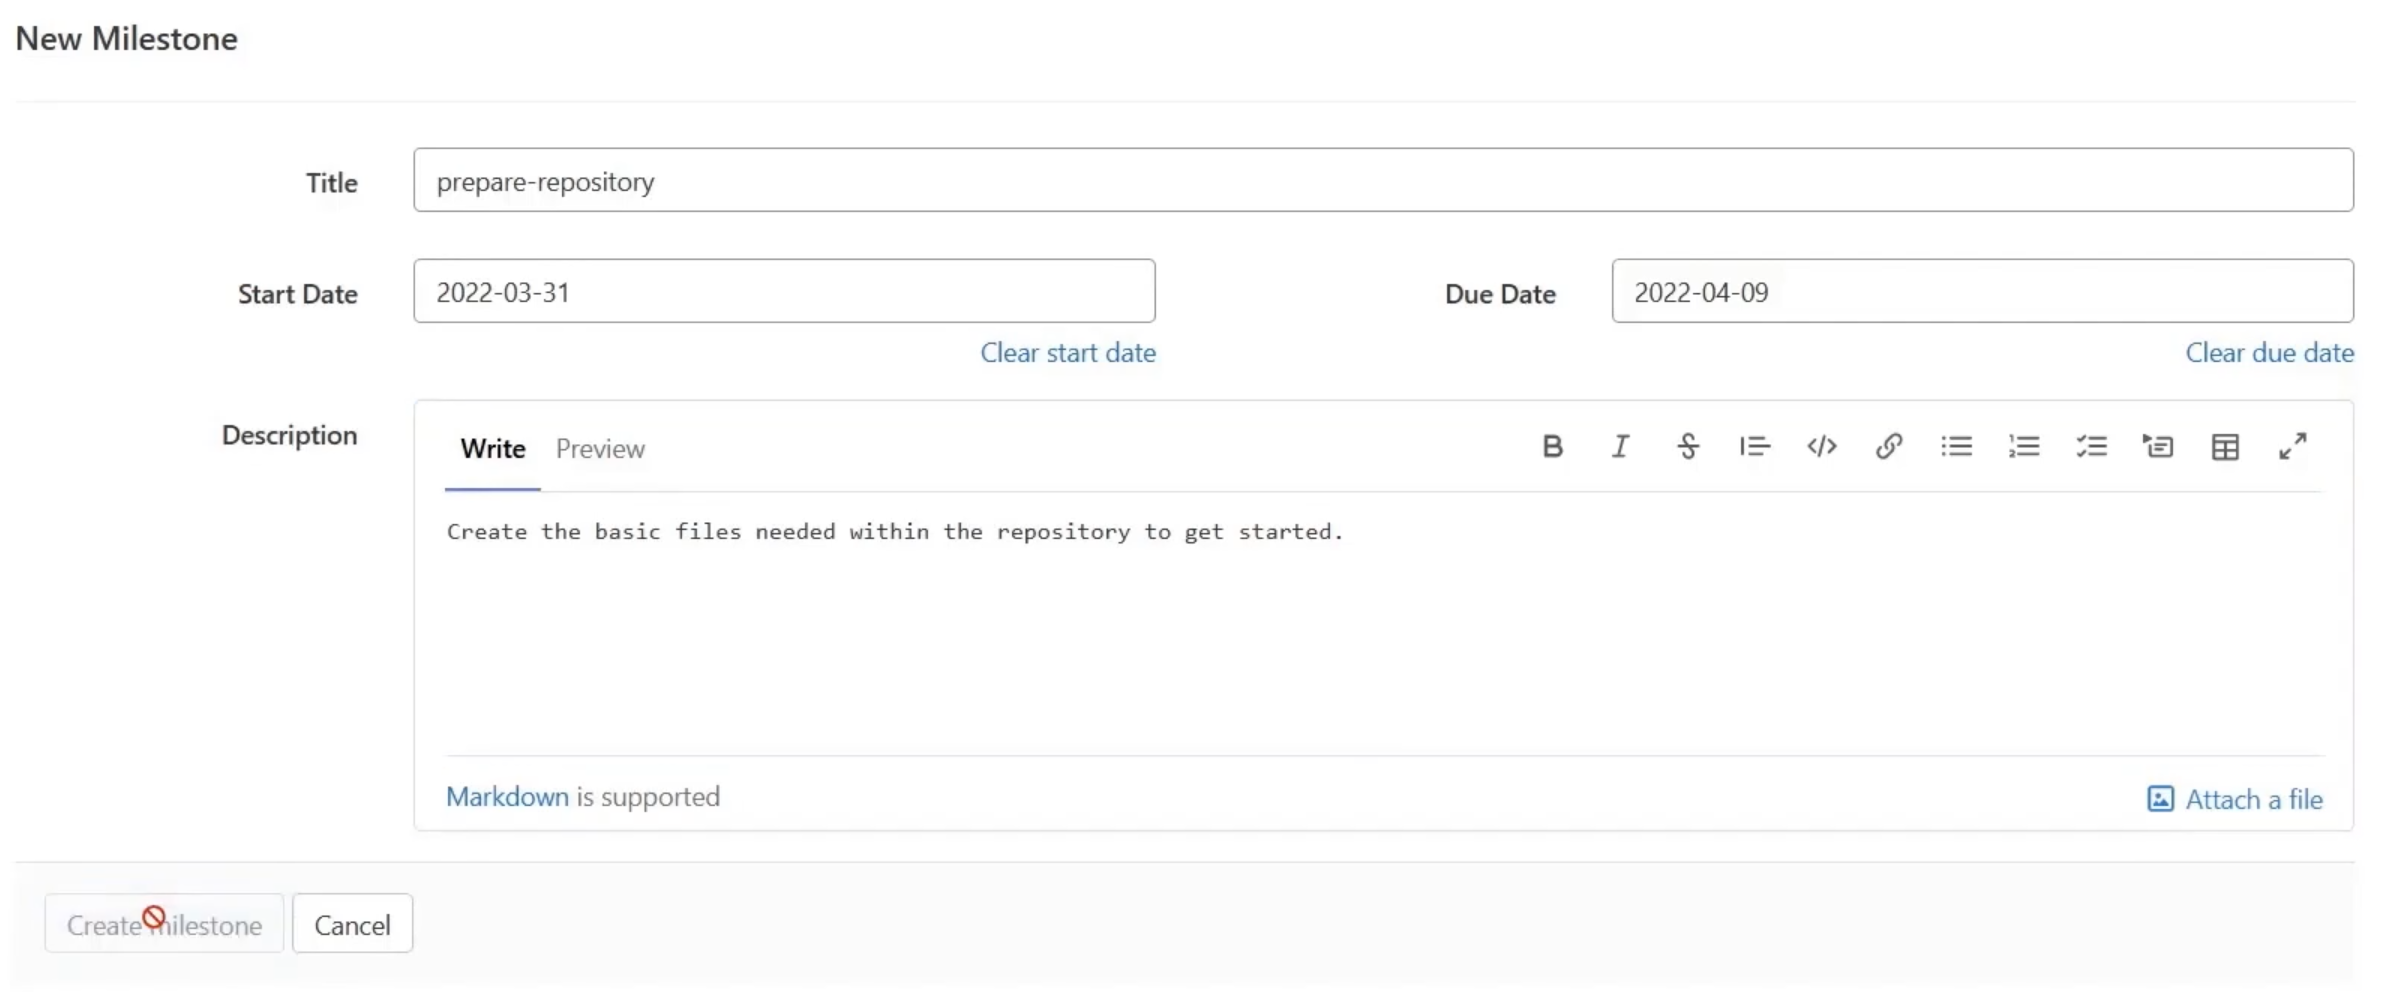 New Milestone
Title
prepare-repository
Start Date
2022-03-31
Due Date
2022-04-09
Clear start date
Clear due date
Description
Write Preview
Create the basic files needed within the repository to get started.
Markdown is supported
Attach a file
Create milestone Cancel